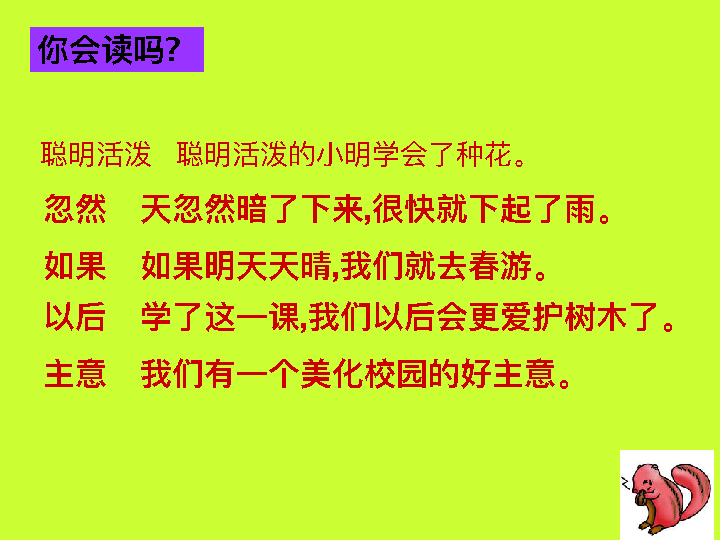 你会读吗?
聪明活泼 聪明活泼的小明学会了种花。
忽然 天忽然暗了下来,很快就下起了雨。
如果 如果明天天晴,我们就去春游。
以后 学了这一课,我们以后会更爱护树木了。
主意 我们有一个美化校园的好主意。